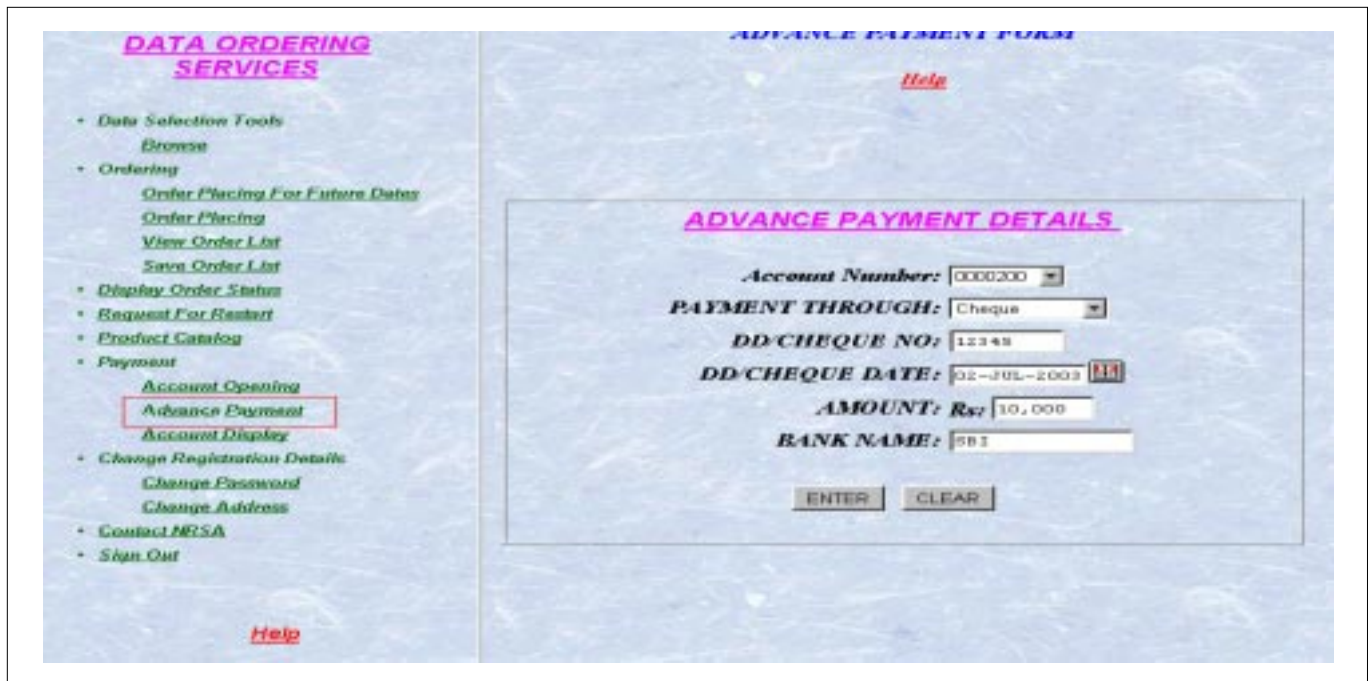 DATA ORDERING
SERVICES
• Data Selection Tools
Browse
• Ordering
Order Placing For Future Dates
Order Placing
View Order List
Save Order List
• Display Order Status
• Request For Restart
• Product Catalog
• Payment
Account Opening
Advance Payment
Account Display
• Change Registration Details
Change Password
Change Address
• Contact NRSA
• Sign Out
Help
ADVANCE PAYMENT FORM
Help
ADVANCE PAYMENT DETAILS
Account Number: 0000200
PAYMENT THROUGH: Cheque
DD/CHEQUE NO: 12345
DD/CHEQUE DATE: 02-JUL-2003
AMOUNT: Rs: 10,000
BANK NAME: SBI
ENTER CLEAR